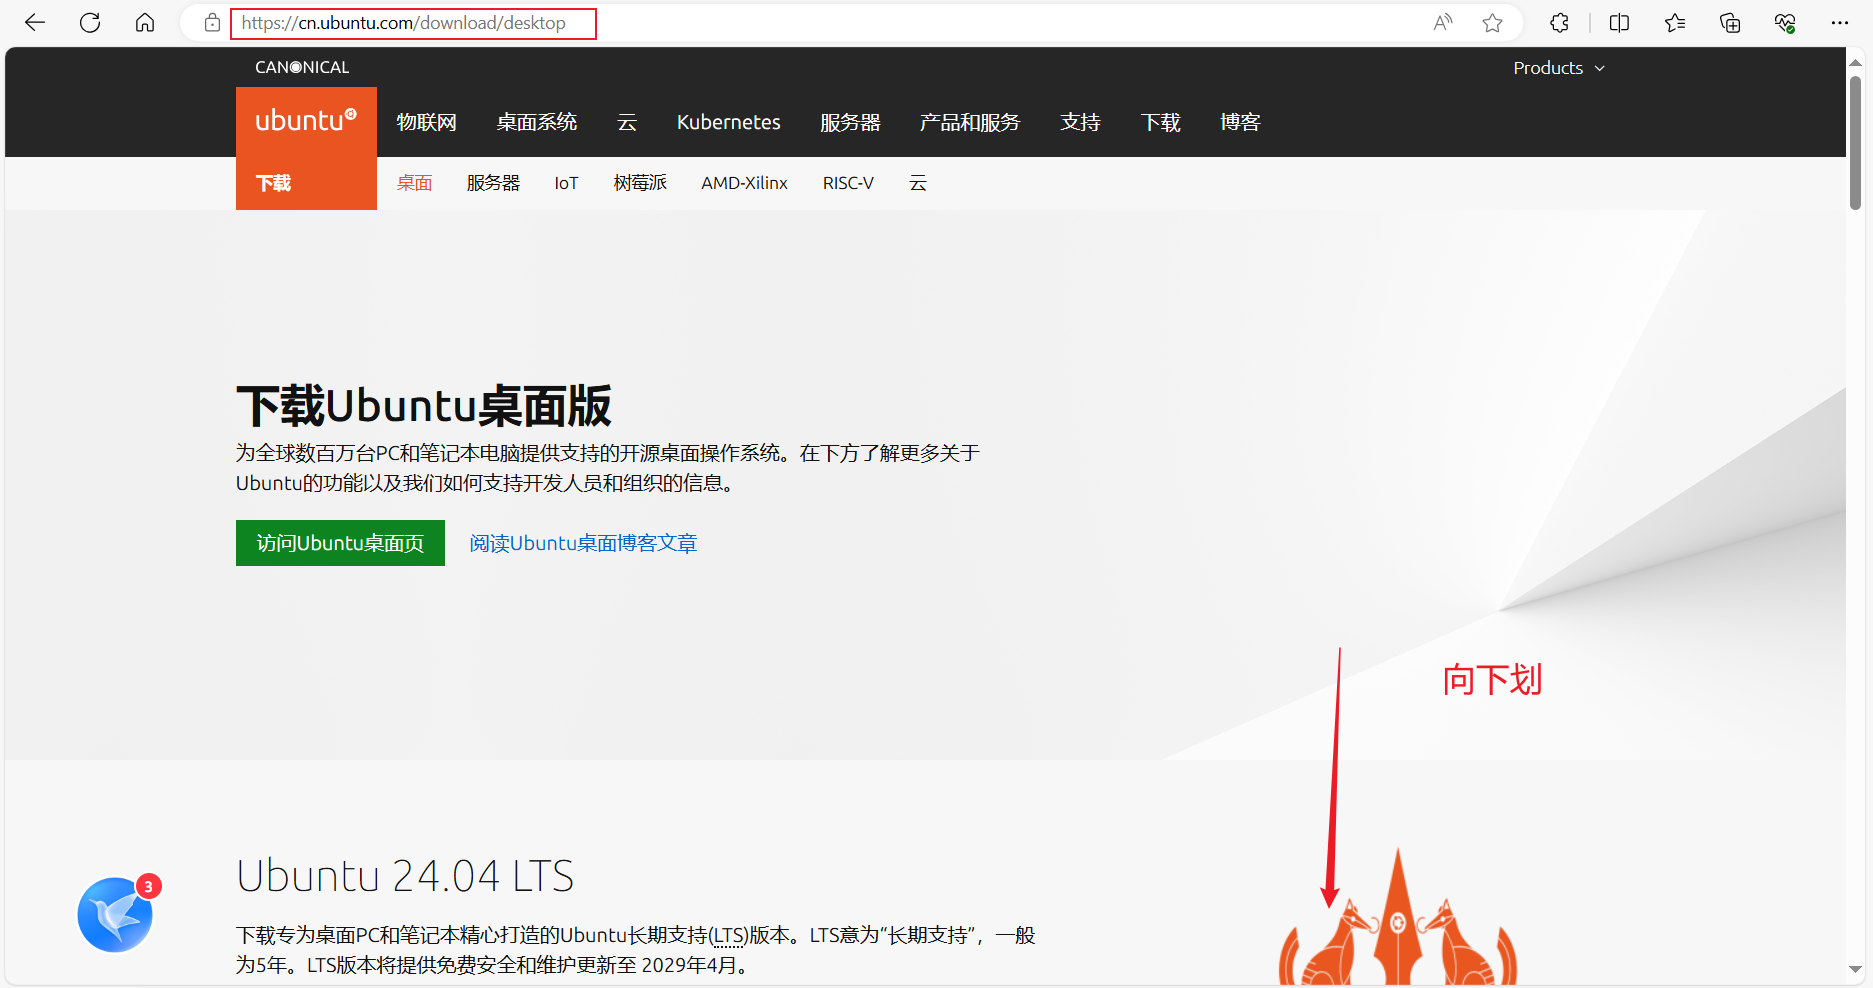 https://cn.ubuntu.com/download/desktop
CANONICAL
Products
ubuntu
物联网 桌面系统 云 Kubernetes 服务器 产品和服务 支持 下载 博客
下载 桌面 服务器 IoT 树莓派 AMD-Xilinx RISC-V 云
下载Ubuntu桌面版
为全球数百万台PC和笔记本电脑提供支持的开源桌面操作系统。在下方了解更多关于
Ubuntu的功能以及我们如何支持开发人员和组织的信息。
访问Ubuntu桌面页 阅读Ubuntu桌面博客文章
向下划
Ubuntu 24.04 LTS
3
下载专为桌面PC和笔记本精心打造的Ubuntu长期支持(LTS)版本。LTS意为“长期支持”，一般
为5年。LTS版本将提供免费安全和维护更新至 2029年4月。